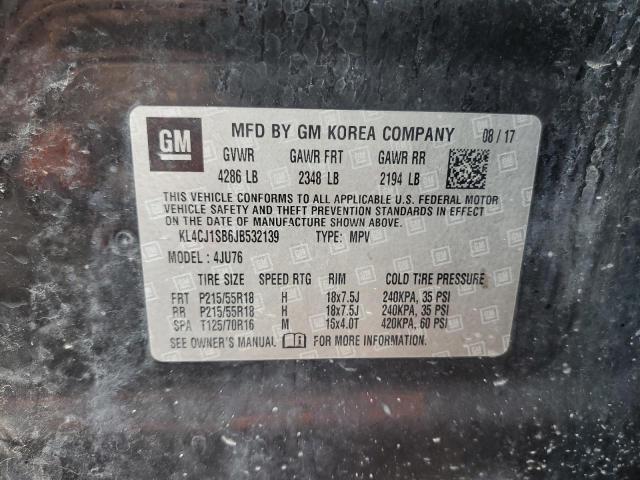 GM MFD BY GM KOREA COMPANY 08 / 17
GVWR GAWR FRT GAWR RR
4286 LB 2348 LB 2194 LB
THIS VEHICLE CONFORMS TO ALL APPLICABLE U.S. FEDERAL MOTOR
VEHICLE SAFETY AND THEFT PREVENTION STANDARDS IN EFFECT
ON THE DATE OF MANUFACTURE SHOWN ABOVE.
KL4CJ1SB6JB532139 TYPE: MPV
MODEL : 4JU76
TIRE SIZE SPEED RTG RIM COLD TIRE PRESSURE
FRT P215/55R18 H 18x7.5J 240KPA, 35 PSI
RR P215/55R18 H 18x7.5J 240KPA, 35 PSI
SPA T125/70R16 M 16x4.0T 420KPA, 60 PSI
SEE OWNER'S MANUAL FOR MORE INFORMATION.